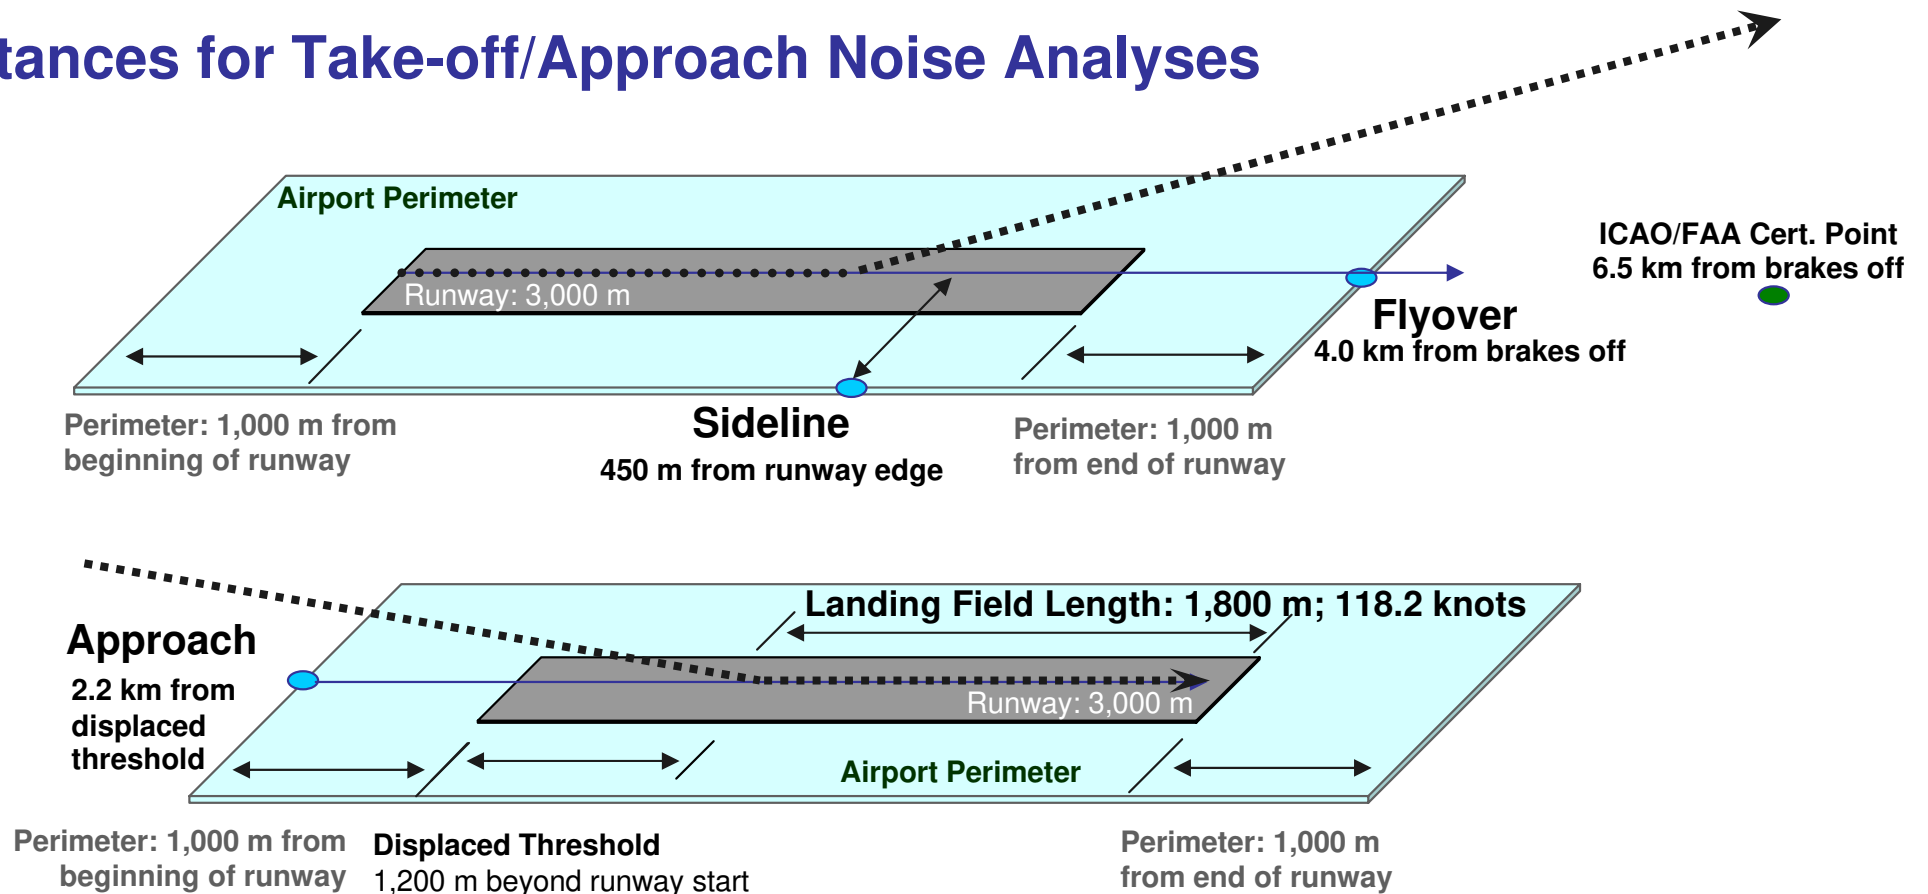 tances for Take-off/Approach Noise Analyses
Airport Perimeter
ICAO/FAA Cert. Point
6.5 km from brakes off
Runway: 3,000 m
Flyover
4.0 km from brakes off
Perimeter: 1,000 m from
beginning of runway
Sideline
450 m from runway edge
Perimeter: 1,000 m
from end of runway
Landing Field Length: 1,800 m; 118.2 knots
Approach
2.2 km from
displaced
threshold
Runway: 3,000 m
Airport Perimeter
Perimeter: 1,000 m from
beginning of runway
Displaced Threshold
1,200 m beyond runway start
Perimeter: 1,000 m
from end of runway